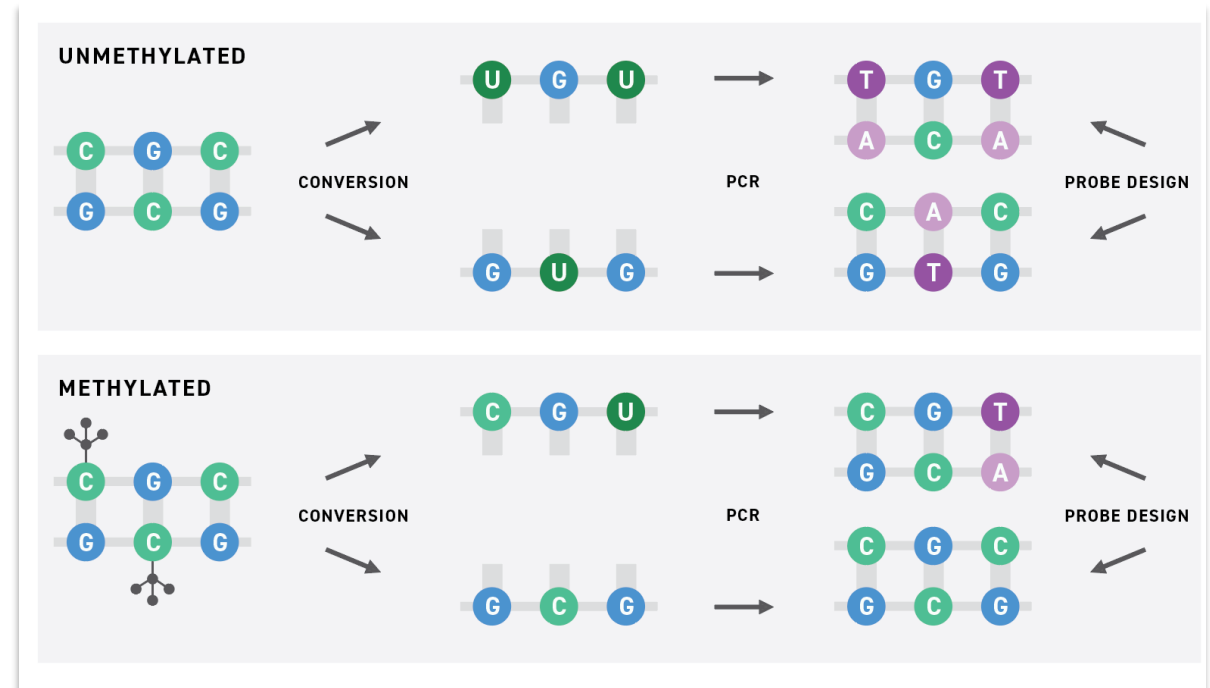 UNMETHYLATED
U G U
T G T
C G C
A C A
CONVERSION
PCR
PROBE DESIGN
G C G
C A C
G U G
G T G
METHYLATED
C G U
C G T
C G C
G C A
CONVERSION
PCR
PROBE DESIGN
G C G
C G C
G C G
G C G